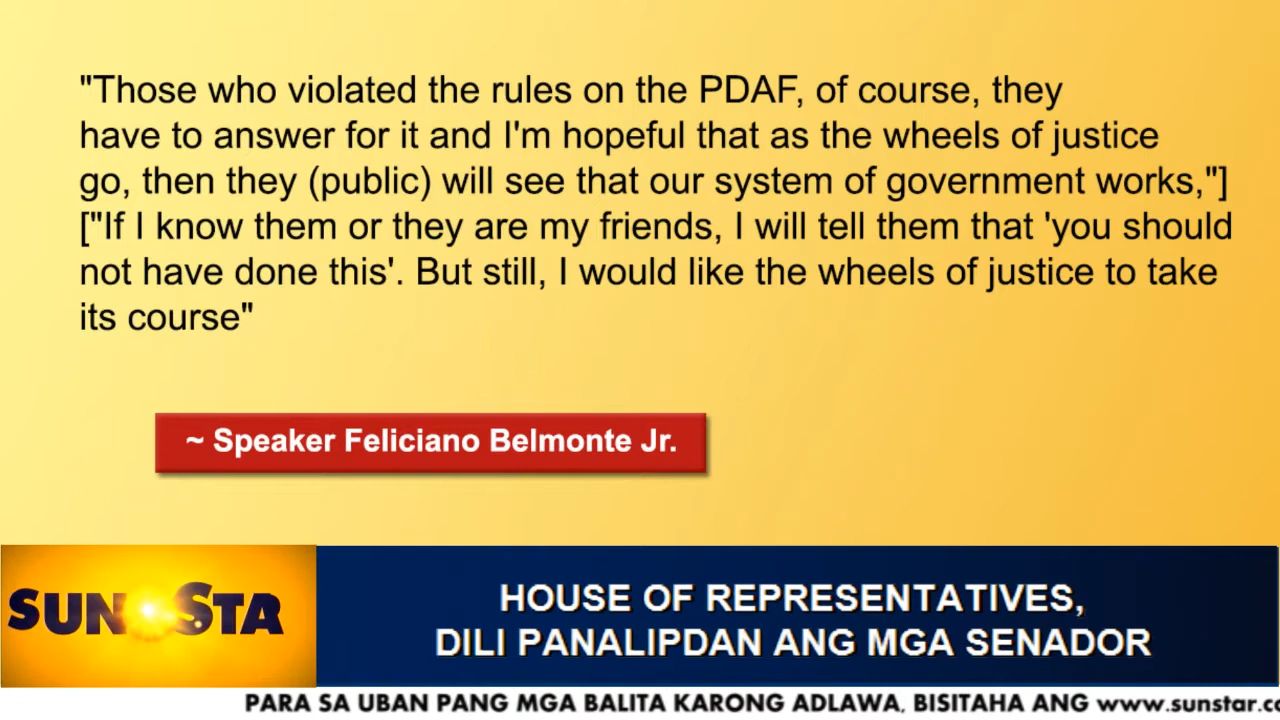 "Those who violated the rules on the PDAF, of course, they
have to answer for it and I'm hopeful that as the wheels of justice
go, then they (public) will see that our system of government works,"]
["If I know them or they are my friends, I will tell them that 'you should
not have done this'. But still, I would like the wheels of justice to take
its course"
~ Speaker Feliciano Belmonte Jr.
SUN STA
HOUSE OF REPRESENTATIVES,
DILI PANALIPDAN ANG MGA SENADOR
PARA SA UBAN PANG MGA BALITA KARONG ADLAWA, BISITAHA ANG www.sunstar.co